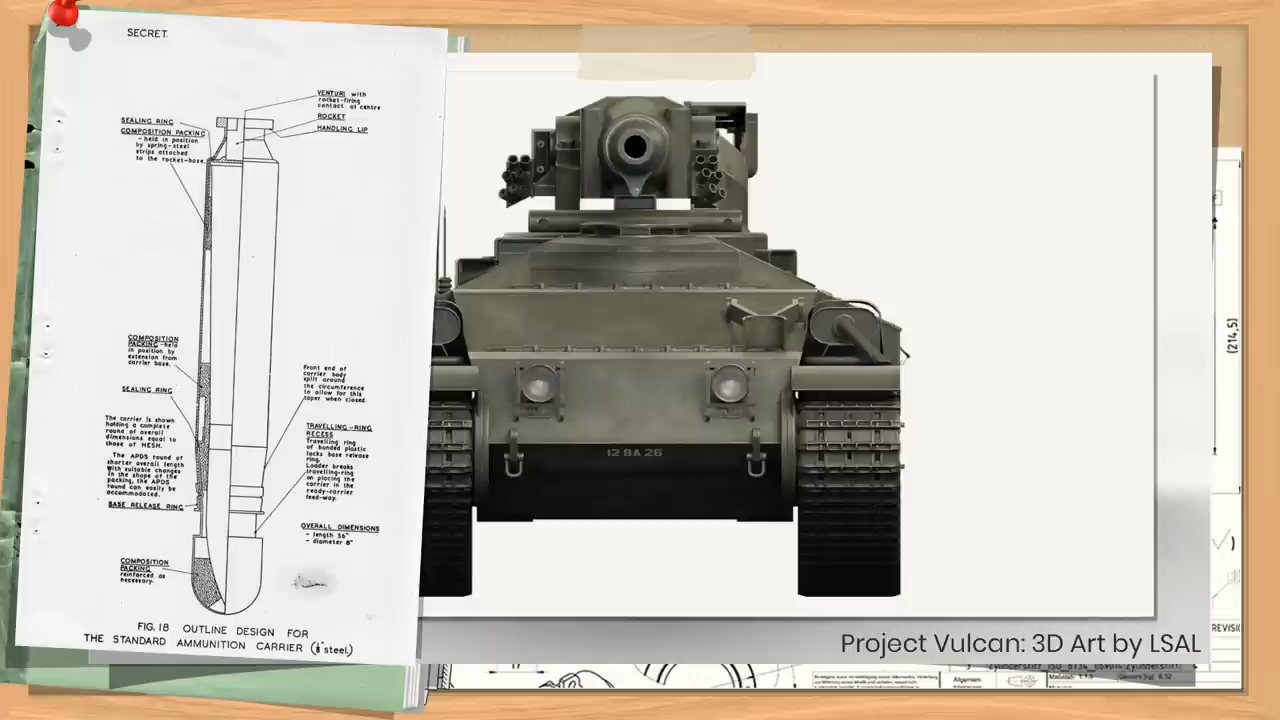 SECRET.
VENTURI with
rocket-firing
contact at centre
ROCKET
HANDLING LIP
SEALING RING
COMPOSITION PACKING
- held in position
by spring-steel
strips attached
to the rocket-base.
COMPOSITION
PACKING - held
in position by
extension from
carrier base.
SEALING RING
The carrier is shown
holding a complete
round of overall
dimensions equal to
those of HESH.
The APDS round of
shorter overall length
With suitable changes
in the shape of the
packing, the APDS
round can easily be
accommodated.
BASE RELEASE RING
COMPOSITION
PACKING
reinforced as
necessary.
Front end of
carrier body
split around
the circumference
to allow for this
taper when closed.
TRAVELLING-RING
RECESS
Travelling ring
of bonded plastic
locks base release
ring.
Loader breaks
travelling-ring
on placing the
carrier in the
ready-carrier
feed-way.
OVERALL DIMENSIONS
- length 56"
- diameter 8"
FIG. 18 OUTLINE DESIGN FOR
THE STANDARD AMMUNITION CARRIER (⅛" steel.)
12 BA 26
(214,5)
REVISI
Project Vulcan: 3D Art by LSAL
Allgemein